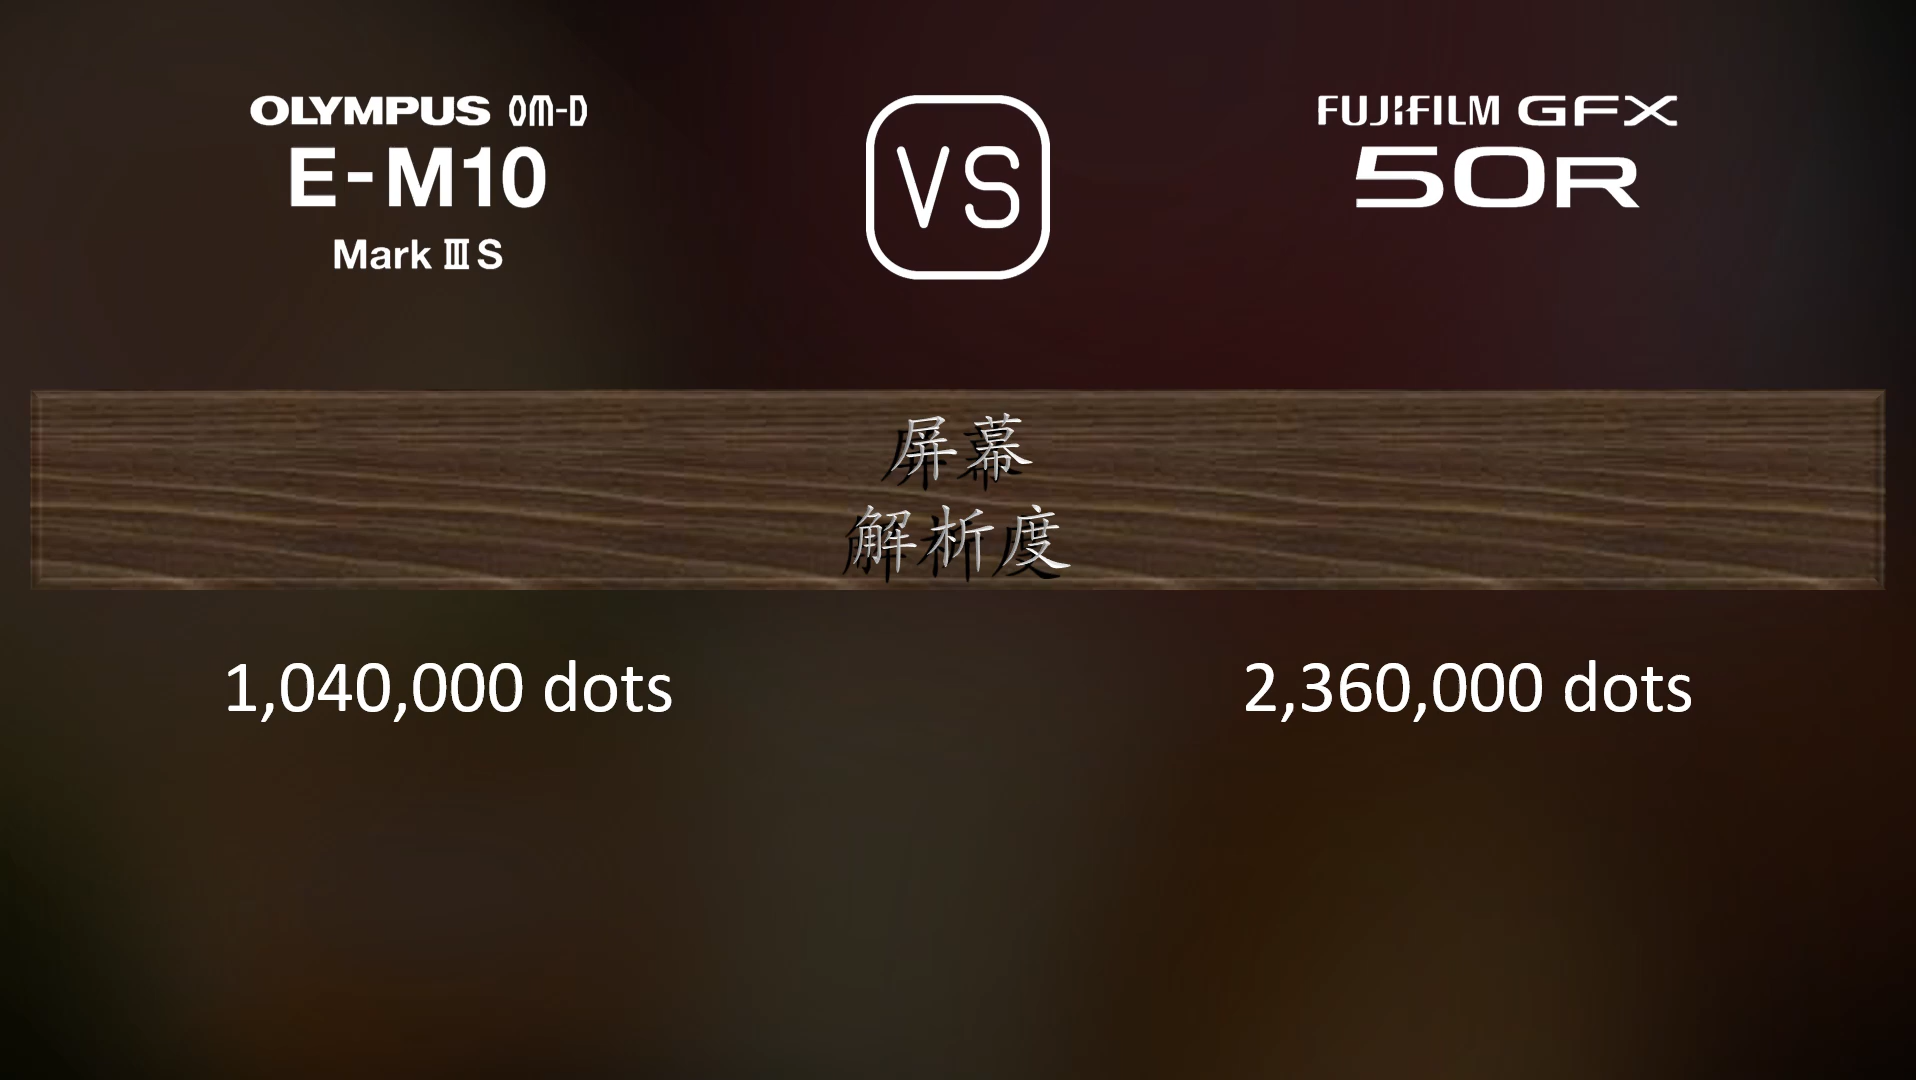 OLYMPUS OM-D
E-M10
Mark III S
VS
FUJIFILM GFX
50R
屏幕
解析度
1,040,000 dots
2,360,000 dots